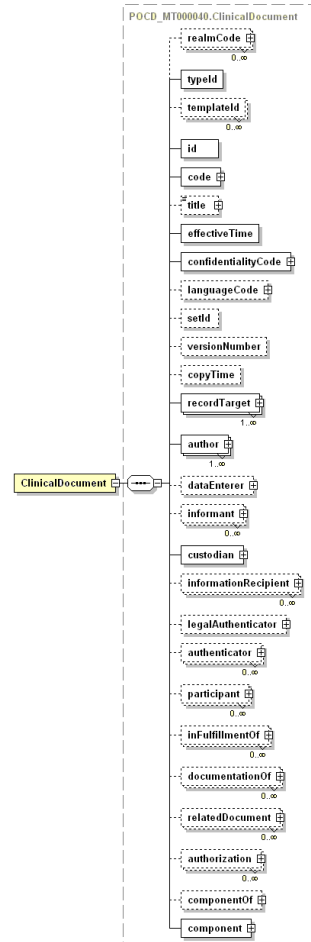 POCD_MT000040.ClinicalDocument
realmCode
0..∞
typeId
templateId
0..∞
id
code
title
effectiveTime
confidentialityCode
languageCode
setId
versionNumber
copyTime
recordTarget
1..∞
author
1..∞
ClinicalDocument
dataEnterer
informant
0..∞
custodian
informationRecipient
0..∞
legalAuthenticator
authenticator
0..∞
participant
0..∞
inFulfillmentOf
0..∞
documentationOf
0..∞
relatedDocument
0..∞
authorization
0..∞
componentOf
component